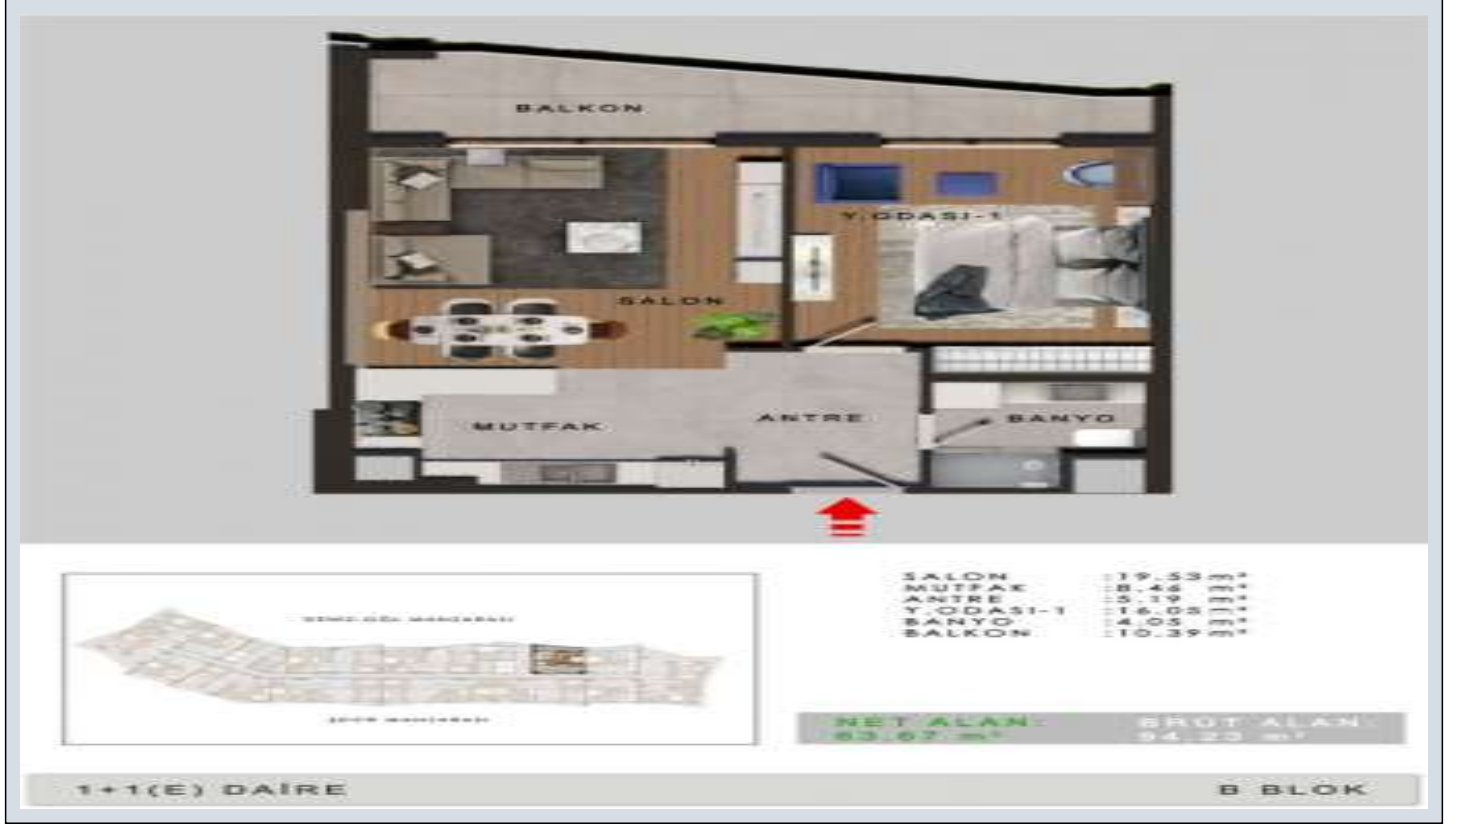 BALKON
Y.ODASI-1
SALON
MUTFAK
ANTRE
BANYO
SALON :19.53 m²
MUTFAK :8.46 m²
ANTRE :5.19 m²
Y.ODASI-1 :16.05 m²
BANYO :4.05 m²
BALKON :10.39 m²
NET ALAN: BRÜT ALAN:
63.67 m² 94.23 m²
1+1(E) DAİRE B BLOK